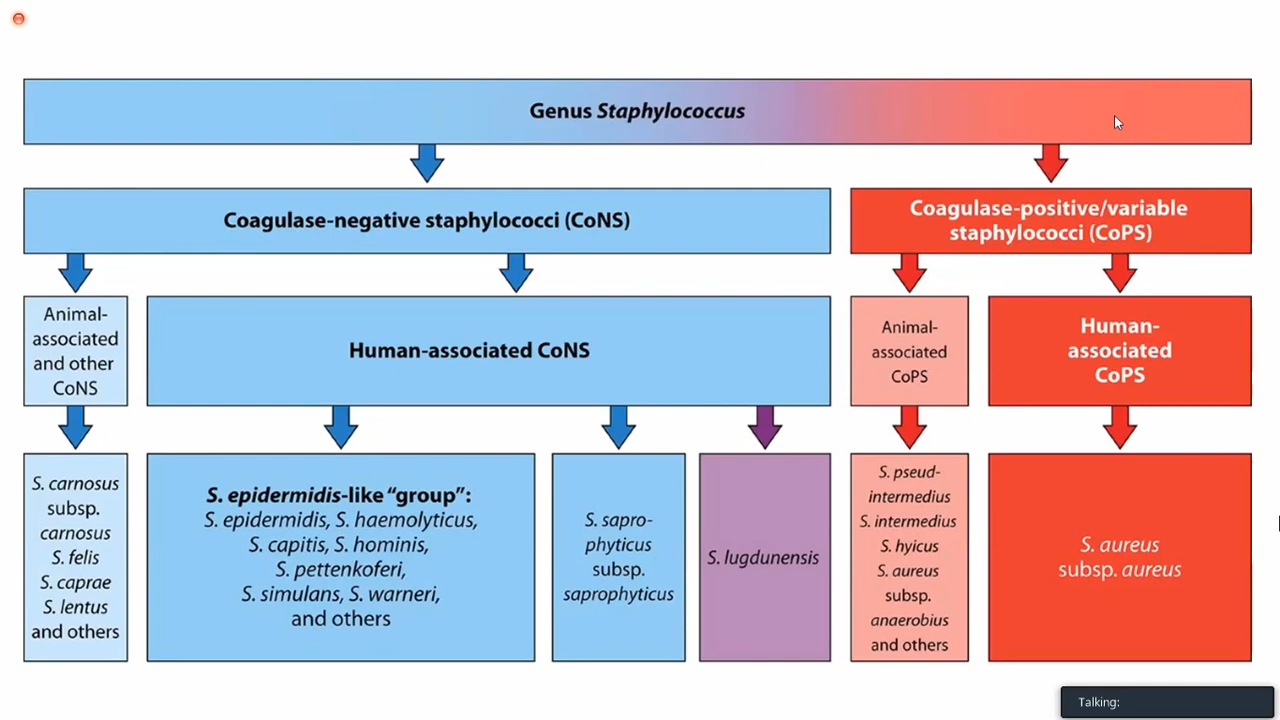 Genus Staphylococcus
Coagulase-negative staphylococci (CoNS)
Coagulase-positive/variable
staphylococci (CoPS)
Animal-
associated
and other
CoNS
Human-associated CoNS
Animal-
associated
CoPS
Human-
associated
CoPS
S. carnosus
subsp.
carnosus
S. felis
S. caprae
S. lentus
and others
S. epidermidis-like “group”:
S. epidermidis, S. haemolyticus,
S. capitis, S. hominis,
S. pettenkoferi,
S. simulans, S. warneri,
and others
S. sapro-
phyticus
subsp.
saprophyticus
S. lugdunensis
S. pseud-
intermedius
S. intermedius
S. hyicus
S. aureus
subsp.
anaerobius
and others
S. aureus
subsp. aureus
Talking: